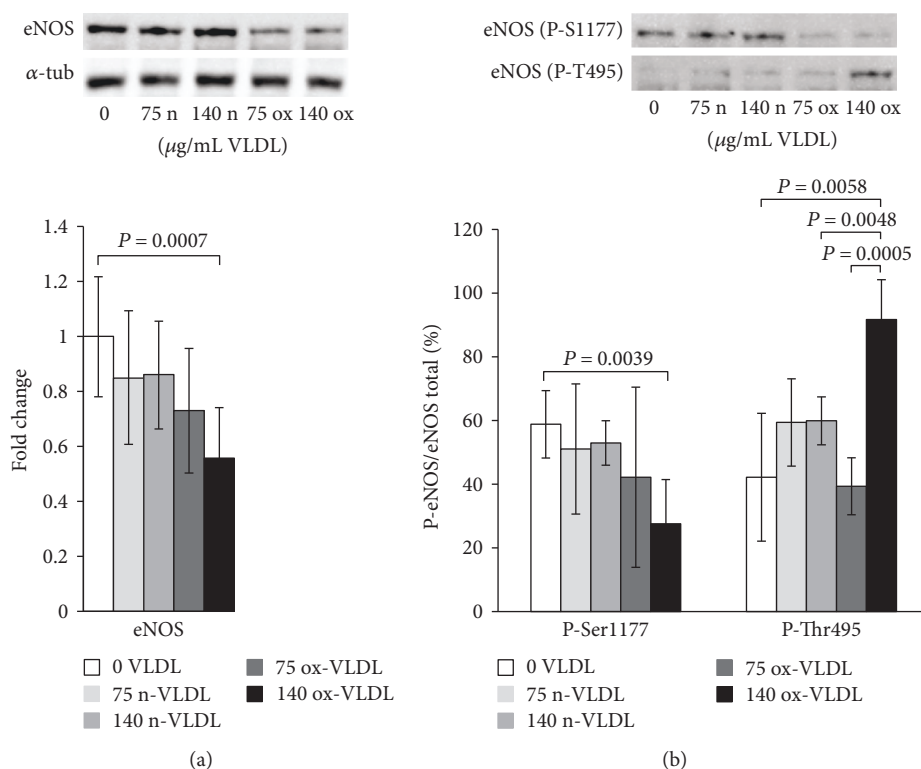 eNOS
α-tub
0 75 n 140 n 75 ox 140 ox
(μg/mL VLDL)
1.4
1.2
1
0.8
0.6
0.4
0.2
0
Fold change
P = 0.0007
eNOS
0 VLDL
75 n-VLDL
140 n-VLDL
75 ox-VLDL
140 ox-VLDL
(a)
eNOS (P-S1177)
eNOS (P-T495)
0 75 n 140 n 75 ox 140 ox
(μg/mL VLDL)
120
100
80
60
40
20
0
P-eNOS/eNOS total (%)
P = 0.0039
P = 0.0058
P = 0.0048
P = 0.0005
P-Ser1177 P-Thr495
0 VLDL
75 n-VLDL
140 n-VLDL
75 ox-VLDL
140 ox-VLDL
(b)